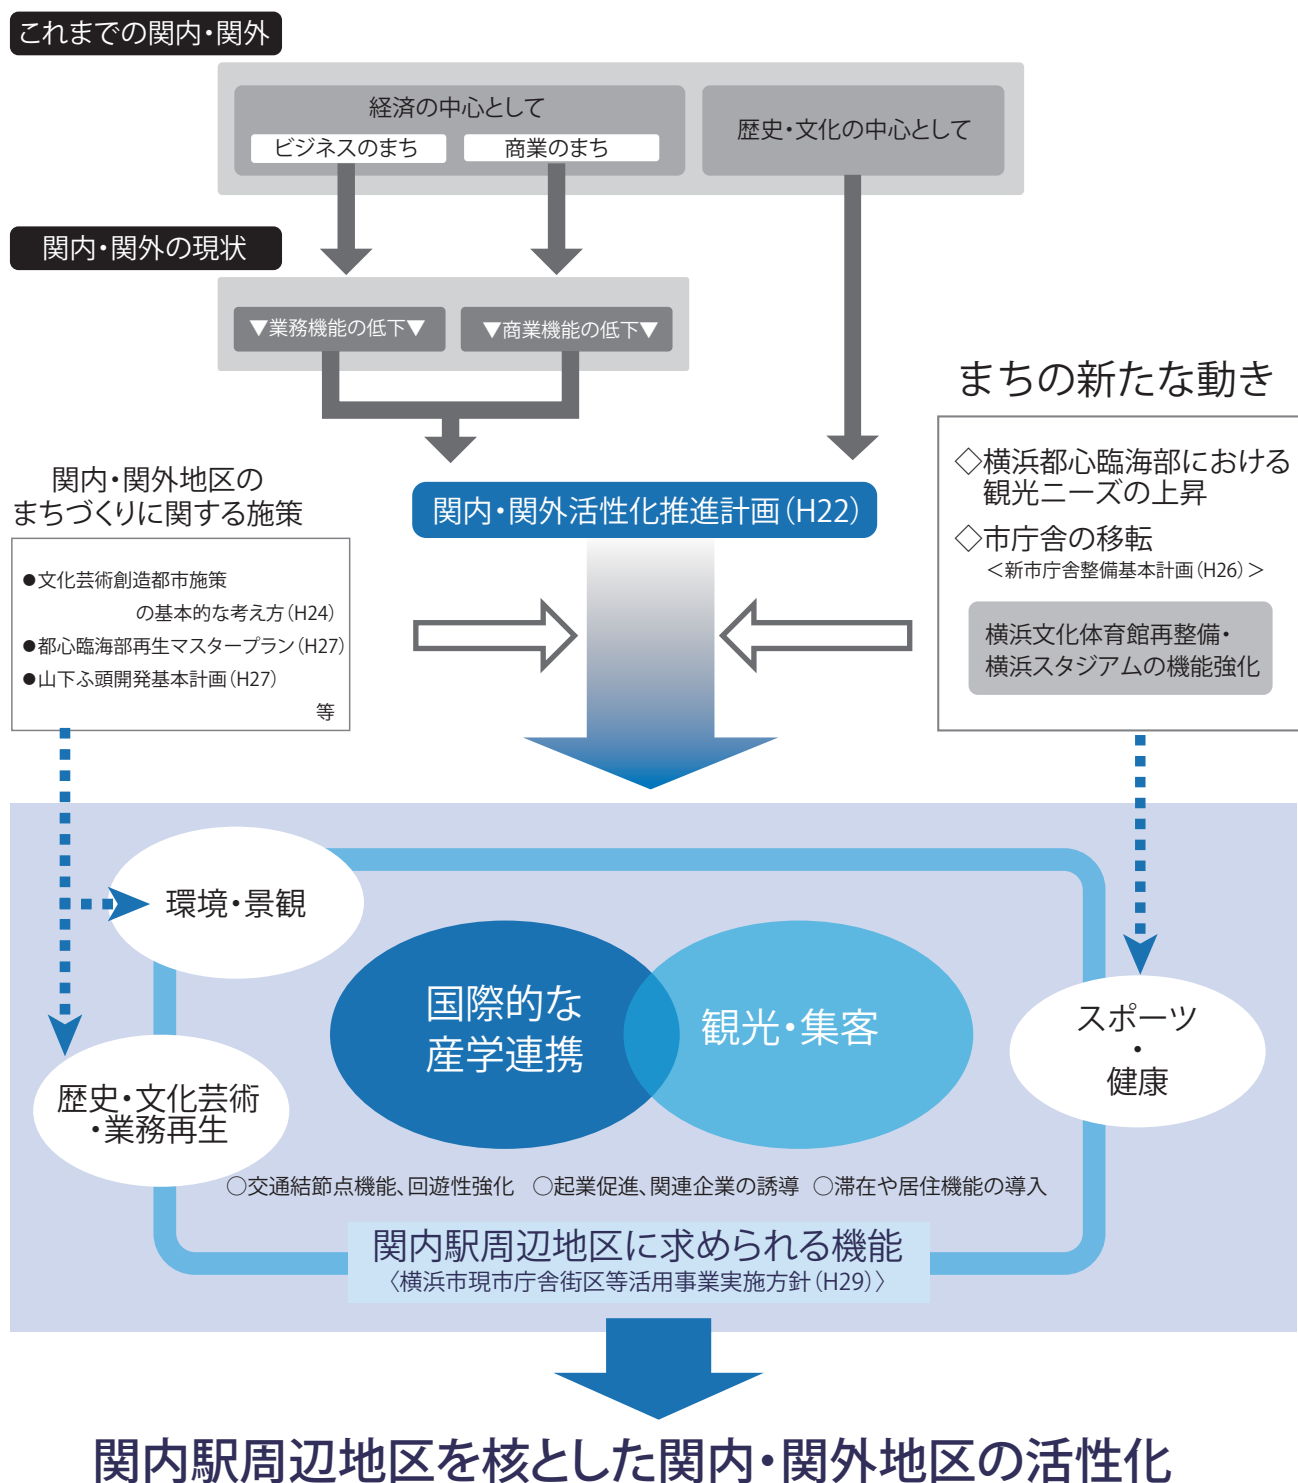 これまでの関内・関外
経済の中心として
ビジネスのまち
商業のまち
歴史・文化の中心として
関内・関外の現状
▼業務機能の低下▼
▼商業機能の低下▼
まちの新たな動き
◇横浜都心臨海部における
観光ニーズの上昇
◇市庁舎の移転
＜新市庁舎整備基本計画(H26)＞
横浜文化体育館再整備・
横浜スタジアムの機能強化
関内・関外地区の
まちづくりに関する施策
●文化芸術創造都市施策
の基本的な考え方(H24)
●都心臨海部再生マスタープラン(H27)
●山下ふ頭開発基本計画(H27)
等
関内・関外活性化推進計画(H22)
環境・景観
国際的な
産学連携
観光・集客
スポーツ
・
健康
歴史・文化芸術
・業務再生
○交通結節点機能、回遊性強化 ○起業促進、関連企業の誘導 ○滞在や居住機能の導入
関内駅周辺地区に求められる機能
〈横浜市現市庁舎街区等活用事業実施方針(H29)〉
関内駅周辺地区を核とした関内・関外地区の活性化